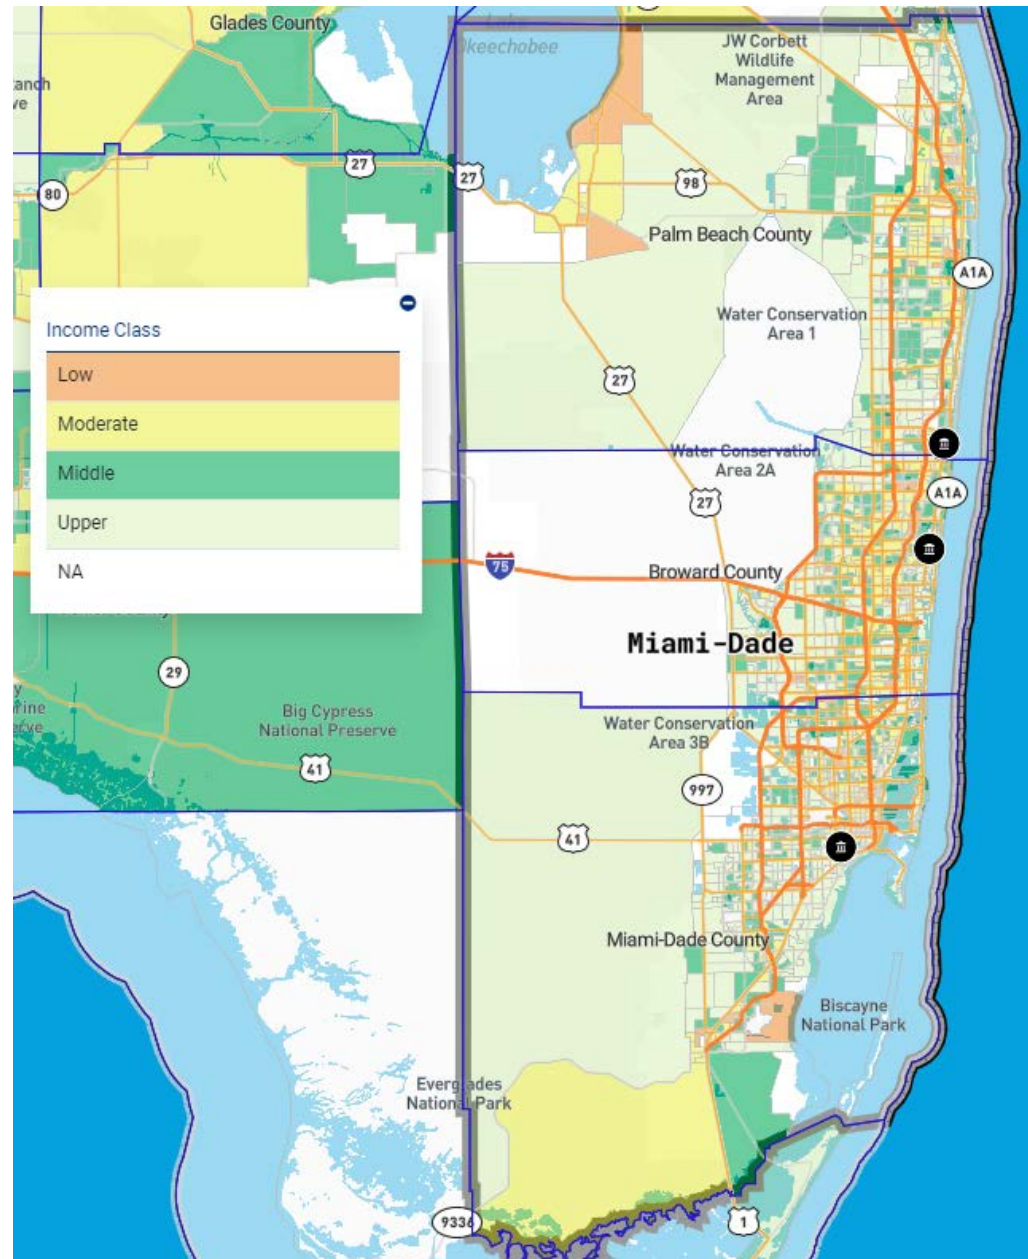 Glades County
Lake
Okeechobee
JW Corbett
Wildlife
Management
Area
27
27
98
80
Palm Beach County
A1A
Water Conservation
Area 1
Income Class
Low
Moderate
Middle
Upper
NA
27
Water Conservation
Area 2A
27
A1A
75
Broward County
Miami-Dade
29
Big Cypress
National Preserve
Water Conservation
Area 3B
41
997
41
Miami-Dade County
Biscayne
National Park
Everglades
National Park
9336
1